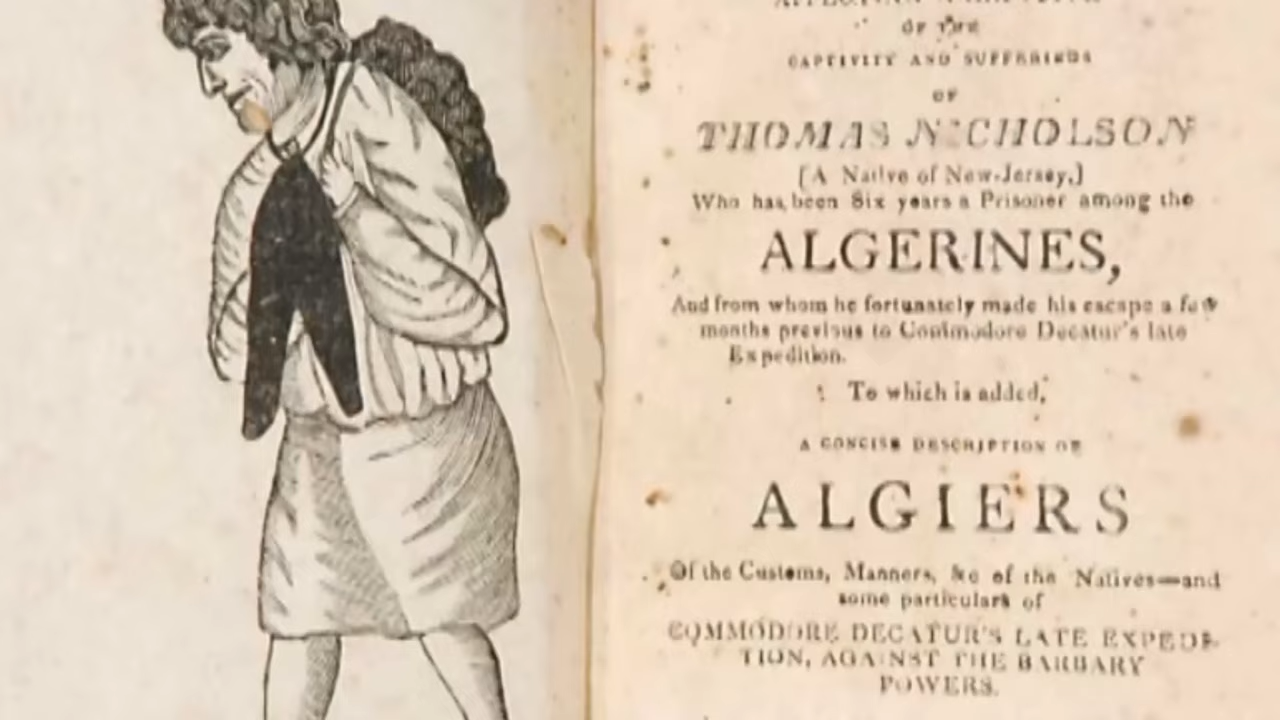 OF THE
CAPTIVITY AND SUFFERINGS
OF
THOMAS NICHOLSON
[A Native of New-Jersey,]
Who has been Six years a Prisoner among the
ALGERINES,
And from whom he fortunately made his escape a few
months previous to Commodore Decatur's late
Expedition.
To which is added,
A CONCISE DESCRIPTION OF
ALGIERS
Of the Customs, Manners, &c of the Natives—and
some particulars of
COMMODORE DECATUR'S LATE EXPEDI-
TION, AGAINST THE BARBARY
POWERS.